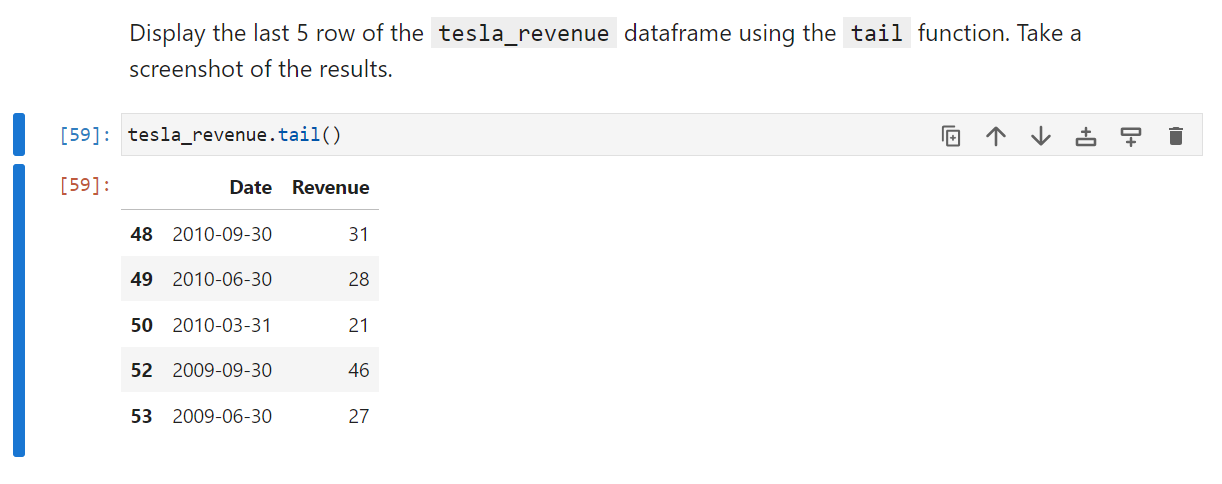 Display the last 5 row of the tesla_revenue dataframe using the tail function. Take a
screenshot of the results.
[59]: tesla_revenue.tail()
[59]:
Date Revenue
48 2010-09-30 31
49 2010-06-30 28
50 2010-03-31 21
52 2009-09-30 46
53 2009-06-30 27